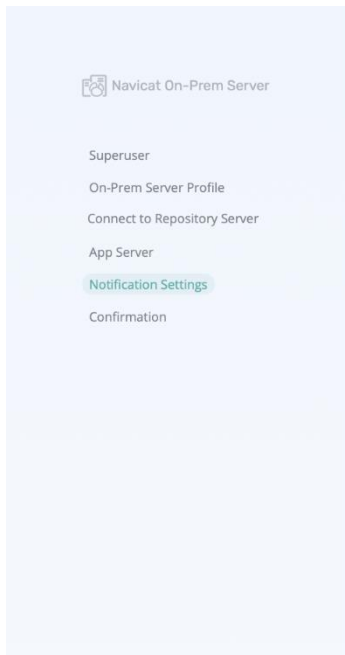 Navicat On-Prem Server
Superuser
On-Prem Server Profile
Connect to Repository Server
App Server
Notification Settings
Confirmation